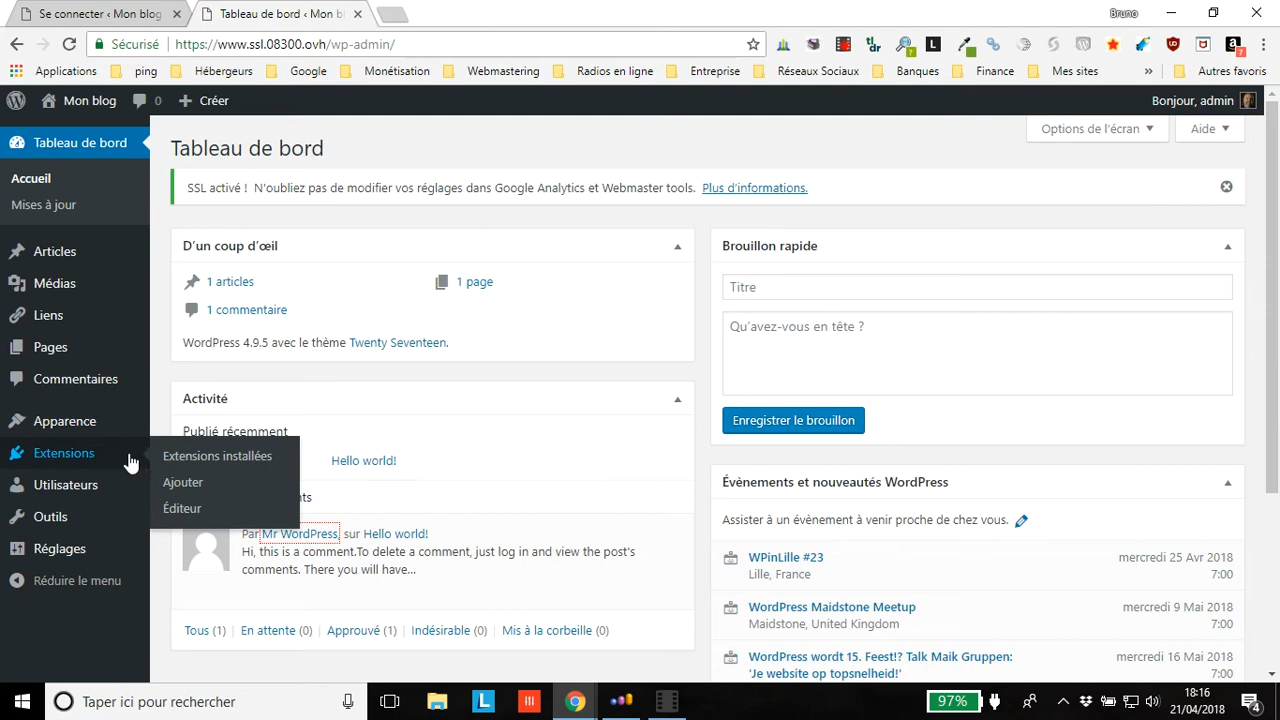 Se connecter ‹ Mon blog
Tableau de bord ‹ Mon bl
Bruno
Sécurisé
https://www.ssl.08300.ovh/wp-admin/
tl;dr
L
7
Applications
ping
Hébergeurs
Google
Monétisation
Webmastering
Radios en ligne
Entreprise
Réseaux Sociaux
Banques
Finance
Mes sites
»
Autres favoris
Mon blog
0
Créer
Bonjour, admin
Options de l'écran
Aide
Tableau de bord
Accueil
Mises à jour
Articles
Médias
Liens
Pages
Commentaires
Apparence
Extensions
Extensions installées
Ajouter
Éditeur
Utilisateurs
Outils
Réglages
Réduire le menu
Tableau de bord
SSL activé ! N'oubliez pas de modifier vos réglages dans Google Analytics et Webmaster tools. Plus d'informations.
D’un coup d’œil
1 articles
1 page
1 commentaire
WordPress 4.9.5 avec le thème Twenty Seventeen.
Activité
Publié récemment
Hello world!
nts
Par Mr WordPress, sur Hello world!
Hi, this is a comment.To delete a comment, just log in and view the post's
comments. There you will have...
Tous (1) | En attente (0) | Approuvé (1) | Indésirable (0) | Mis à la corbeille (0)
Brouillon rapide
Titre
Qu’avez-vous en tête ?
Enregistrer le brouillon
Évènements et nouveautés WordPress
Assister à un évènement à venir proche de chez vous.
WPinLille #23
mercredi 25 Avr 2018
Lille, France
7:00
WordPress Maidstone Meetup
mercredi 9 Mai 2018
Maidstone, United Kingdom
7:00
WordPress wordt 15. Feest!? Talk Maik Gruppen:
'Je website op topsnelheid!'
mercredi 16 Mai 2018
7:00
Taper ici pour rechercher
L
97%
18:16
21/04/2018
4